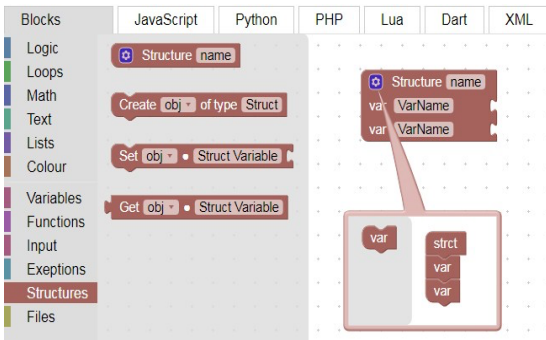 Blocks
JavaScript
Python
PHP
Lua
Dart
XML
Logic
Loops
Math
Text
Lists
Colour
Variables
Functions
Input
Exeptions
Structures
Files
Structure name
Create obj of type Struct
Set obj • Struct Variable
Get obj • Struct Variable
Structure name
var VarName
var VarName
var
strct
var
var